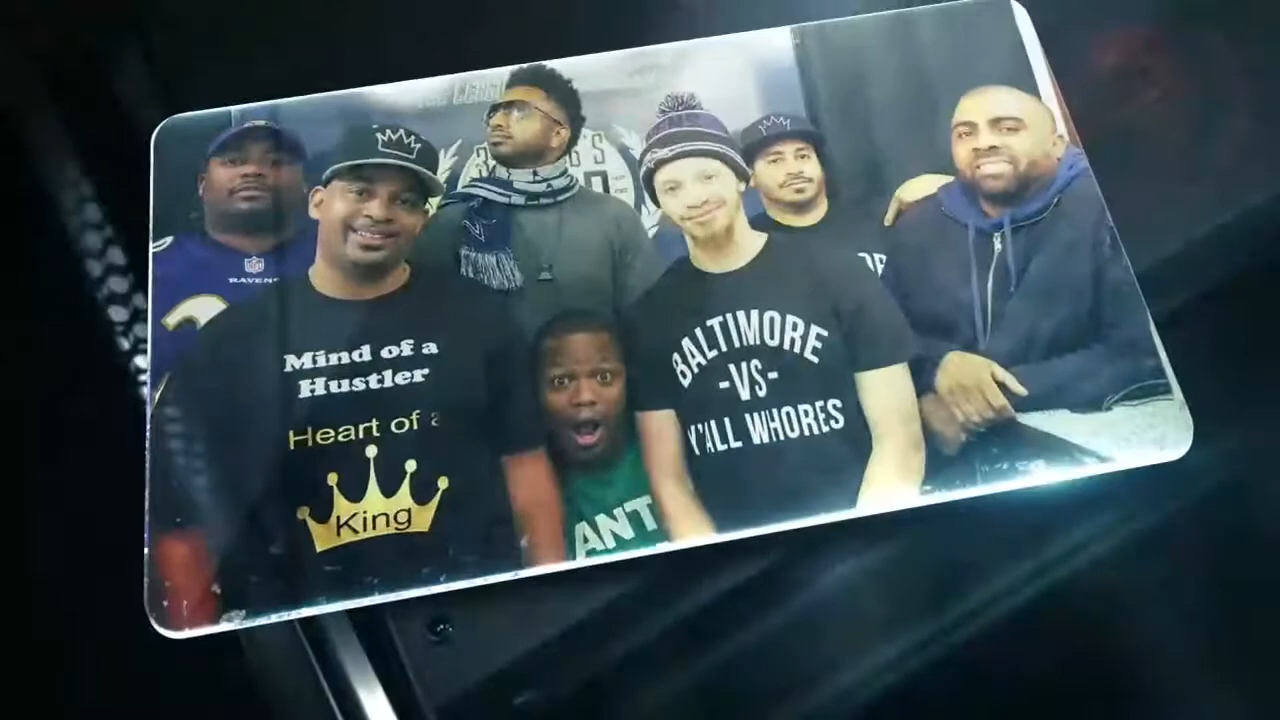 RAVENS
Mind of a
Hustler
Heart of a
King
BALTIMORE
-VS-
Y'ALL WHORES
ANT